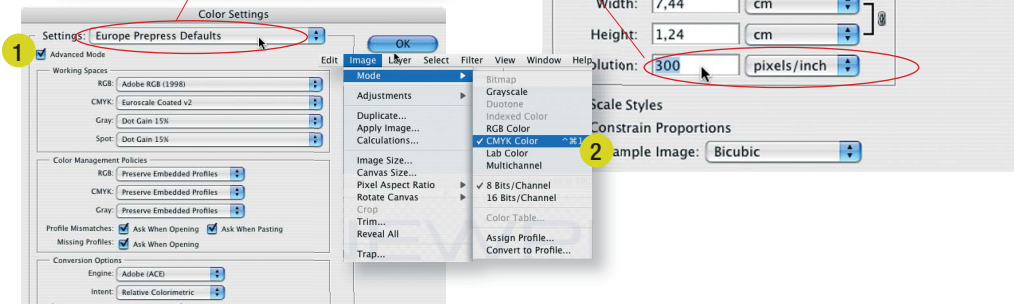 Color Settings
Settings: Europe Prepress Defaults
1
Advanced Mode
OK
Working Spaces
RGB: Adobe RGB (1998)
CMYK: Euroscale Coated v2
Gray: Dot Gain 15%
Spot: Dot Gain 15%
Color Management Policies
RGB: Preserve Embedded Profiles
CMYK: Preserve Embedded Profiles
Gray: Preserve Embedded Profiles
Profile Mismatches: Ask When Opening Ask When Pasting
Missing Profiles: Ask When Opening
Conversion Options
Engine: Adobe (ACE)
Intent: Relative Colorimetric
Edit Image Layer Select Filter View Window Help
Mode
Adjustments
Duplicate...
Apply Image...
Calculations...
Image Size...
Canvas Size...
Pixel Aspect Ratio
Rotate Canvas
Crop
Trim...
Reveal All
Trap...
Bitmap
Grayscale
Duotone
Indexed Color
RGB Color
✓ CMYK Color
2
Lab Color
Multichannel
✓ 8 Bits/Channel
16 Bits/Channel
Color Table...
Assign Profile...
Convert to Profile...
Width: 7,44 cm
Height: 1,24 cm
olution: 300 pixels/inch
Scale Styles
Constrain Proportions
ample Image: Bicubic